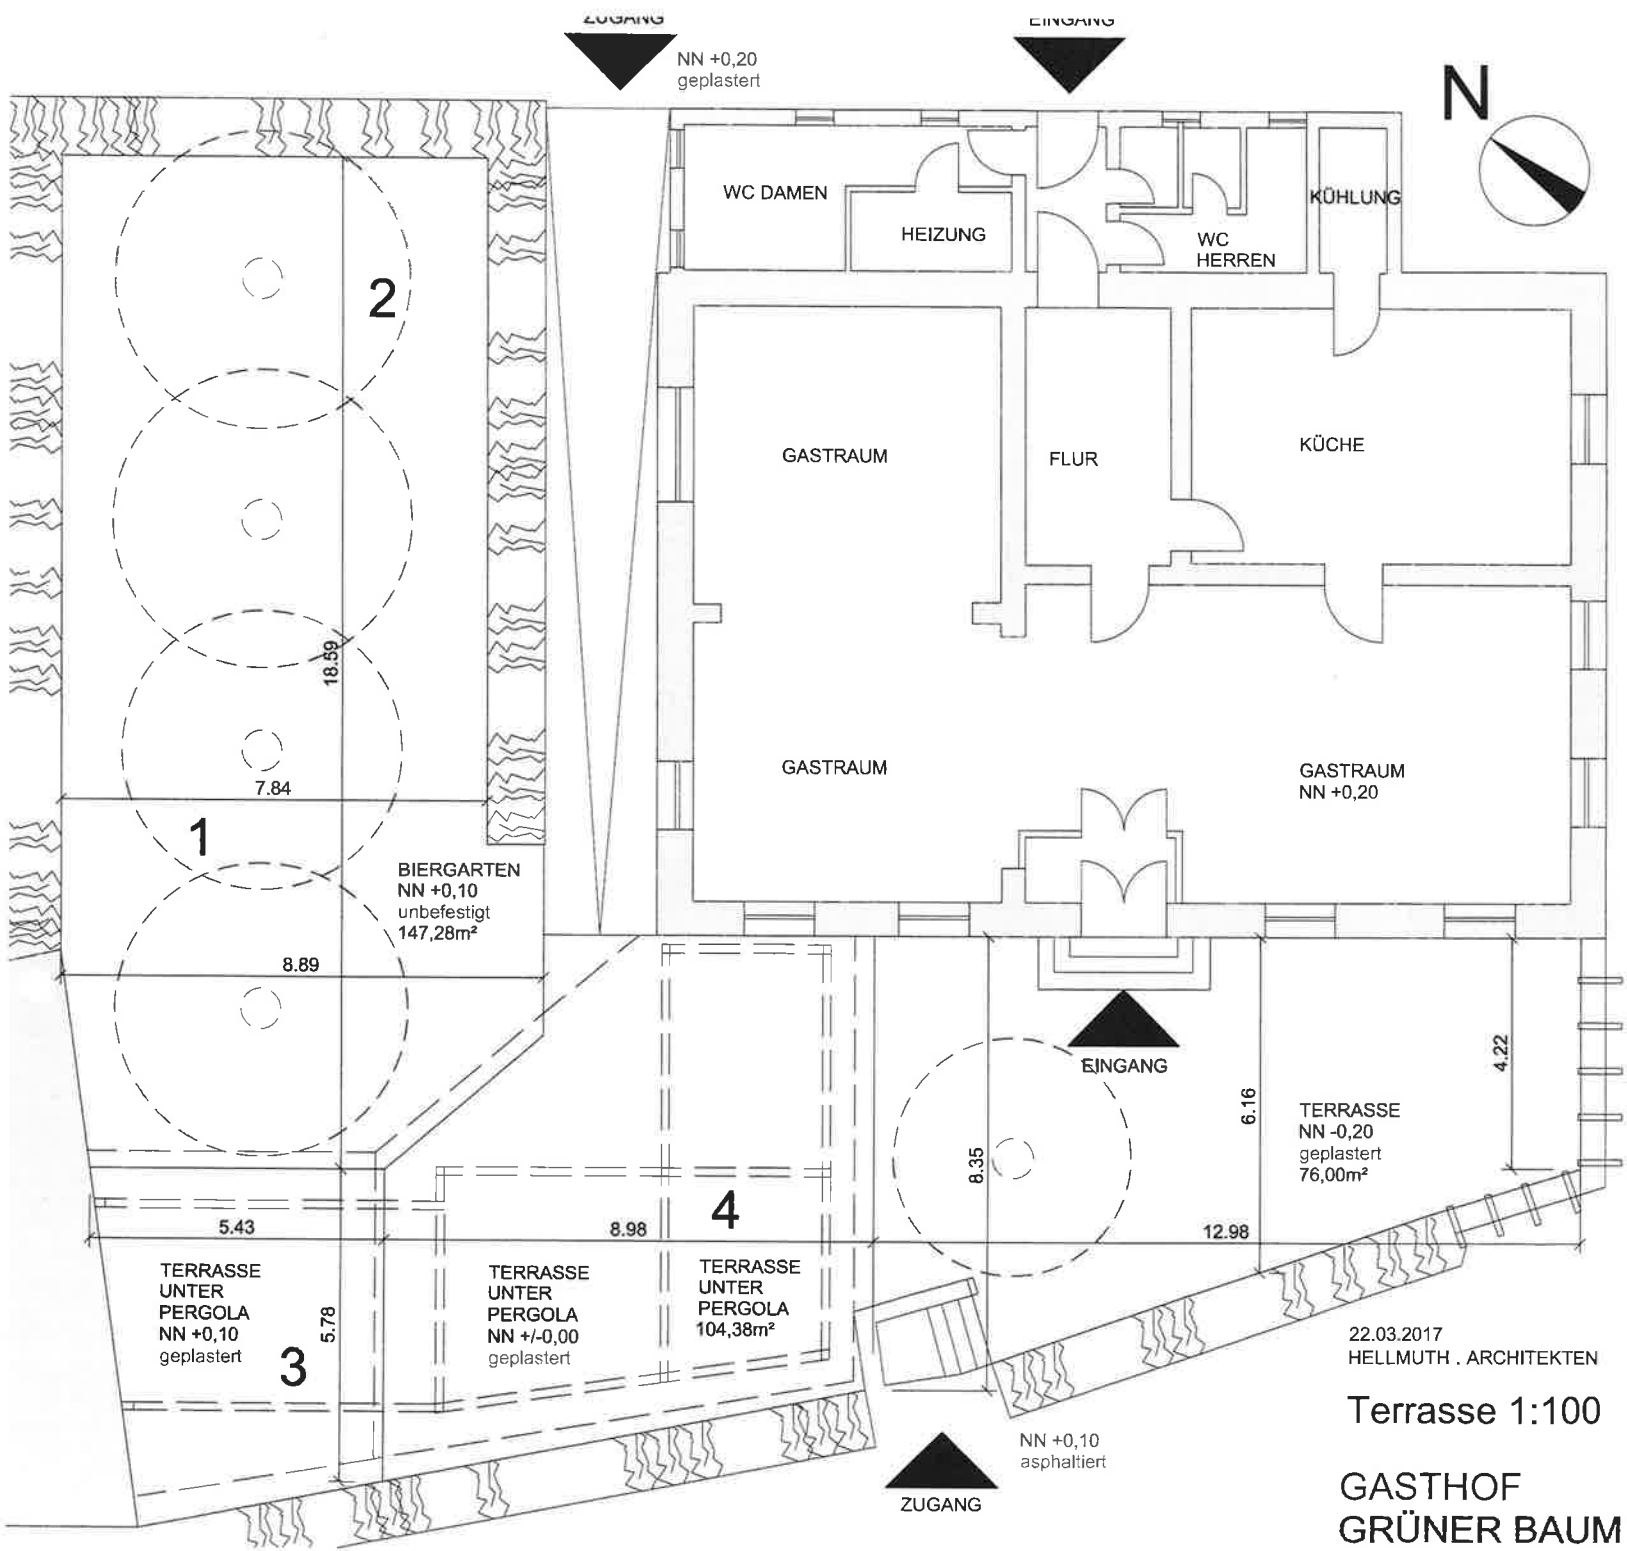 ZUGANG
EINGANG
NN +0,20
geplastert
N
WC DAMEN
HEIZUNG
WC
HERREN
KÜHLUNG
2
GASTRAUM
FLUR
KÜCHE
18.59
7.84
1
GASTRAUM
GASTRAUM
NN +0,20
BIERGARTEN
NN +0,10
unbefestigt
147,28m²
8.89
EINGANG
4.22
6.16
8.35
TERRASSE
NN -0,20
geplastert
76,00m²
5.43
8.98
4
12.98
TERRASSE
UNTER
PERGOLA
NN +0,10
geplastert
5.78
3
TERRASSE
UNTER
PERGOLA
NN +/-0,00
geplastert
TERRASSE
UNTER
PERGOLA
104,38m²
22.03.2017
HELLMUTH . ARCHITEKTEN
Terrasse 1:100
NN +0,10
asphaltiert
ZUGANG
GASTHOF
GRÜNER BAUM